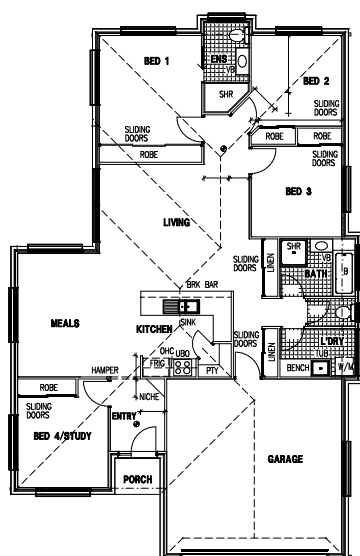 BED 1
ENS
VB
BED 2
SHR
SLIDING
DOORS
SLIDING
DOORS
ROBE
ROBE
ROBE
SLIDING
DOORS
BED 3
LIVING
SHR
VB
LINEN
BATH
B
SLIDING
DOORS
BRK BAR
SINK
MEALS
KITCHEN
SLIDING
DOORS
L'DRY
TUB
OHC
UBO
LINEN
HAMPER
FRIG
PTY
BENCH
W/M
ROBE
NICHE
SLIDING
DOORS
ENTRY
BED 4/STUDY
GARAGE
PORCH